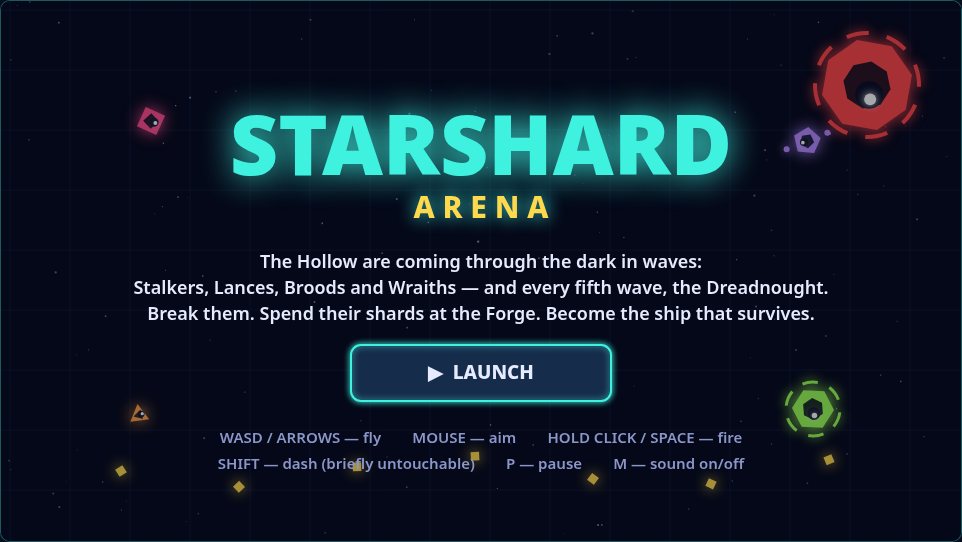 STARSHARD
ARENA
The Hollow are coming through the dark in waves:
Stalkers, Lances, Broods and Wraiths — and every fifth wave, the Dreadnought.
Break them. Spend their shards at the Forge. Become the ship that survives.
▶ LAUNCH
WASD / ARROWS — fly MOUSE — aim HOLD CLICK / SPACE — fire
SHIFT — dash (briefly untouchable) P — pause M — sound on/off